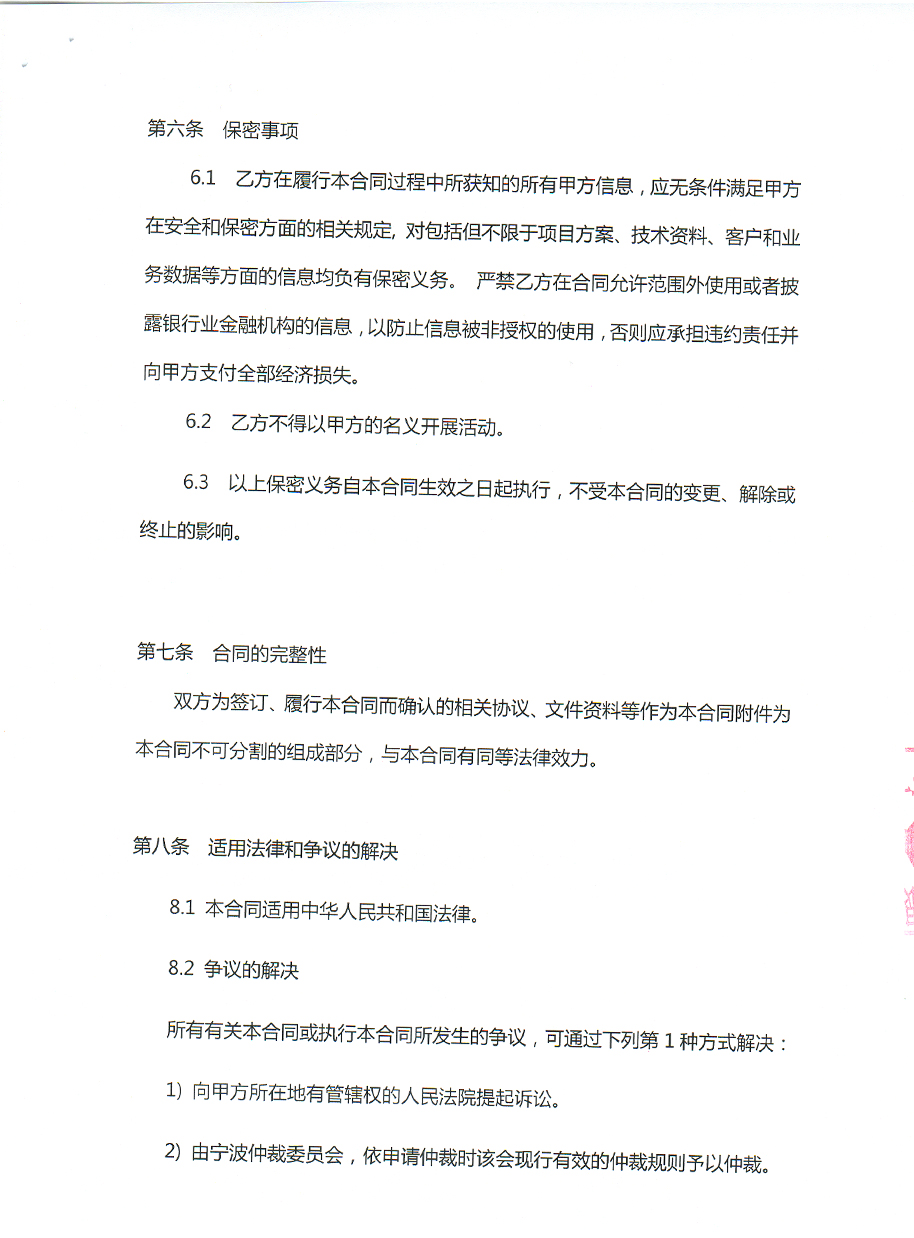 第六条 保密事项
6.1 乙方在履行本合同过程中所获知的所有甲方信息，应无条件满足甲方
在安全和保密方面的相关规定, 对包括但不限于项目方案、技术资料、客户和业
务数据等方面的信息均负有保密义务。 严禁乙方在合同允许范围外使用或者披
露银行业金融机构的信息，以防止信息被非授权的使用，否则应承担违约责任并
向甲方支付全部经济损失。
6.2 乙方不得以甲方的名义开展活动。
6.3 以上保密义务自本合同生效之日起执行，不受本合同的变更、解除或
终止的影响。
第七条 合同的完整性
双方为签订、履行本合同而确认的相关协议、文件资料等作为本合同附件为
本合同不可分割的组成部分，与本合同有同等法律效力。
第八条 适用法律和争议的解决
8.1 本合同适用中华人民共和国法律。
8.2 争议的解决
所有有关本合同或执行本合同所发生的争议，可通过下列第 1 种方式解决：
1) 向甲方所在地有管辖权的人民法院提起诉讼。
2) 由宁波仲裁委员会，依申请仲裁时该会现行有效的仲裁规则予以仲裁。